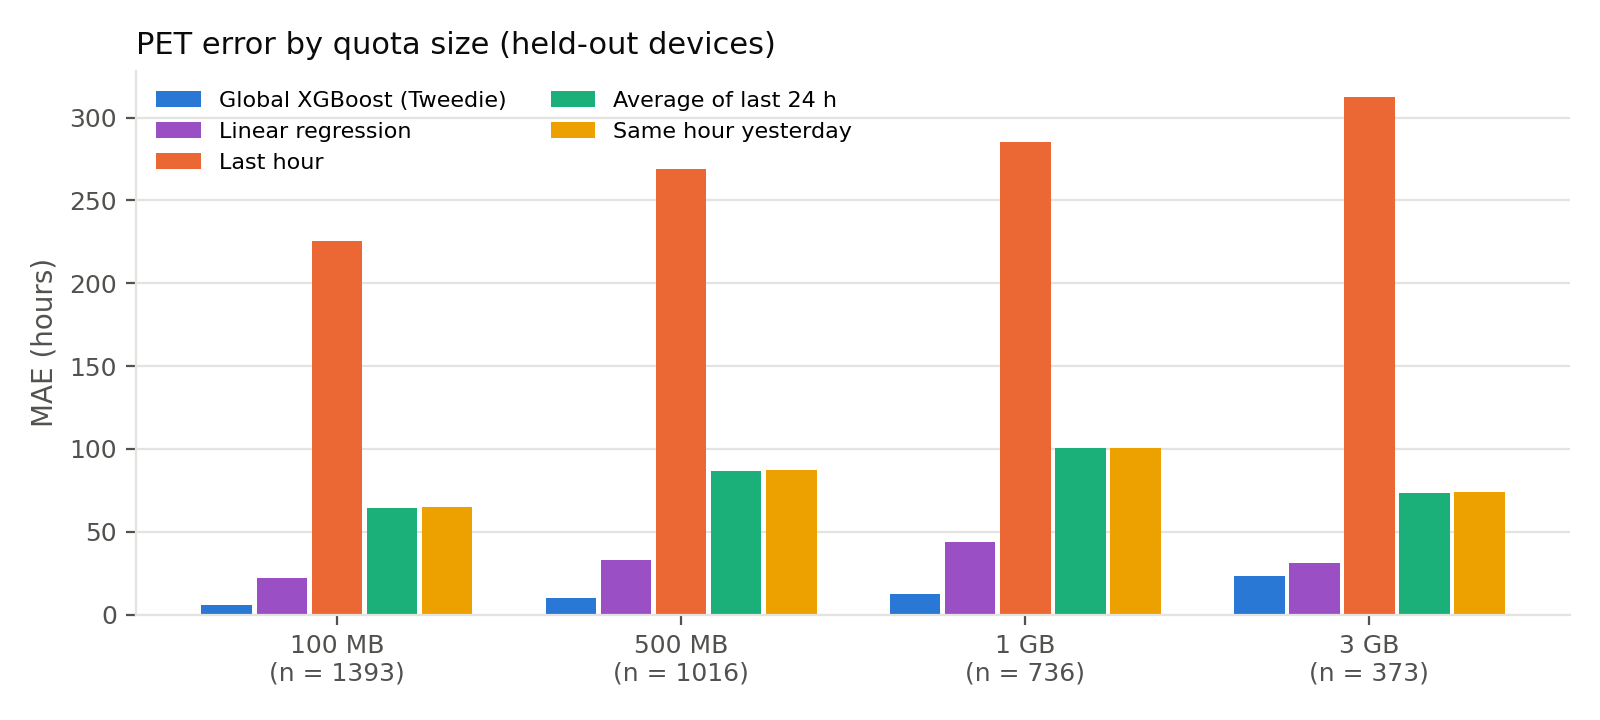 PET error by quota size (held-out devices)
Global XGBoost (Tweedie)
Linear regression
Last hour
Average of last 24 h
Same hour yesterday
MAE (hours)
300
250
200
150
100
50
0
100 MB
(n = 1393)
500 MB
(n = 1016)
1 GB
(n = 736)
3 GB
(n = 373)